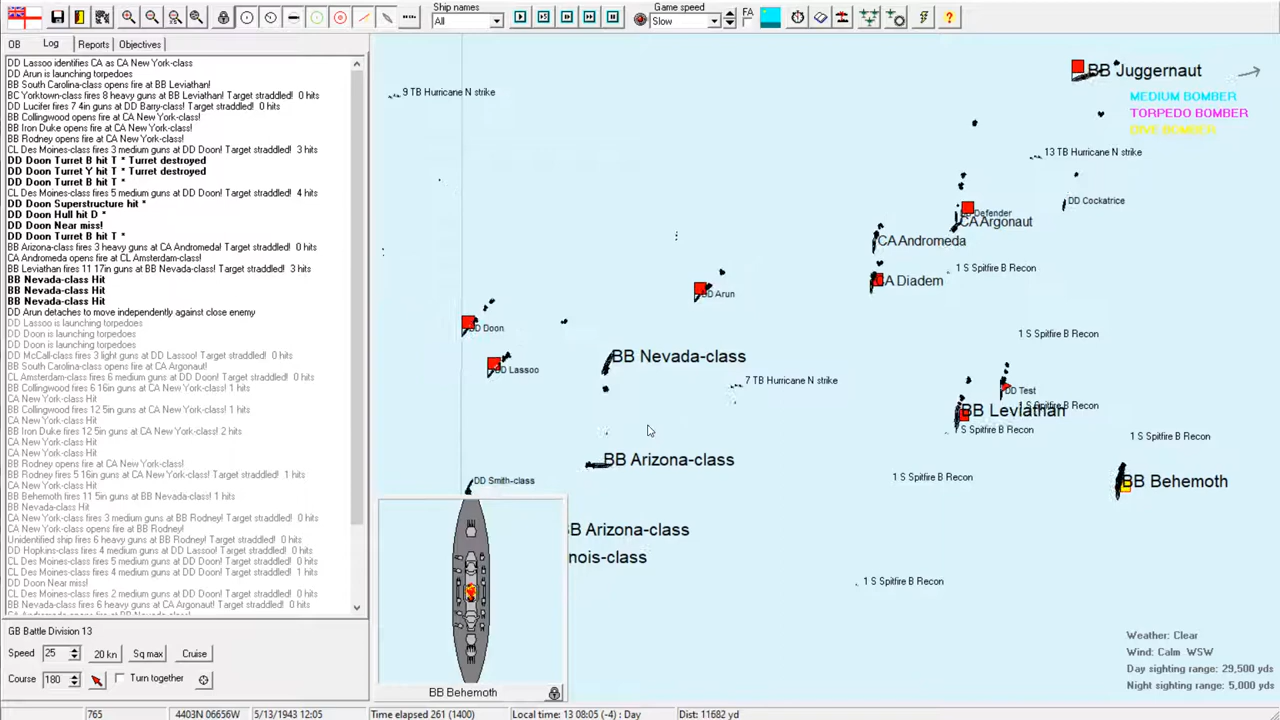 Ship names
All
Game speed
Slow
FA
OB Log Reports Objectives
DD Lassoo identifies CA as CA New York-class
DD Arun is launching torpedoes
BB South Carolina-class opens fire at BB Leviathan!
BC Yorktown-class fires 8 heavy guns at BB Leviathan! Target straddled! 0 hits
DD Lucifer fires 7 4in guns at DD Barry-class! Target straddled! 0 hits
BB Collingwood opens fire at CA New York-class!
BB Iron Duke opens fire at CA New York-class!
BB Rodney opens fire at CA New York-class!
CL Des Moines-class fires 3 medium guns at DD Doon! Target straddled! 3 hits
DD Doon Turret B hit T * Turret destroyed
DD Doon Turret Y hit T * Turret destroyed
DD Doon Turret B hit T *
CL Des Moines-class fires 5 medium guns at DD Doon! Target straddled! 4 hits
DD Doon Superstructure hit *
DD Doon Hull hit D *
DD Doon Near miss!
DD Doon Turret B hit T *
BB Arizona-class fires 3 heavy guns at CA Andromeda! Target straddled! 0 hits
CA Andromeda opens fire at CL Amsterdam-class!
BB Leviathan fires 11 17in guns at BB Nevada-class! Target straddled! 3 hits
BB Nevada-class Hit
BB Nevada-class Hit
BB Nevada-class Hit
DD Arun detaches to move independently against close enemy
DD Lassoo is launching torpedoes
DD Doon is launching torpedoes
DD Doon is launching torpedoes
DD McCall-class fires 3 light guns at DD Lassoo! Target straddled! 0 hits
BB South Carolina-class opens fire at CA Argonaut!
CL Amsterdam-class fires 6 medium guns at DD Doon! Target straddled! 0 hits
BB Collingwood fires 6 16in guns at CA New York-class! 1 hits
CA New York-class Hit
BB Collingwood fires 12 5in guns at CA New York-class! 1 hits
CA New York-class Hit
BB Iron Duke fires 12 5in guns at CA New York-class! 2 hits
CA New York-class Hit
CA New York-class Hit
BB Rodney opens fire at CA New York-class!
BB Rodney fires 5 16in guns at CA New York-class! Target straddled! 1 hits
CA New York-class Hit
BB Behemoth fires 11 5in guns at BB Nevada-class! 1 hits
BB Nevada-class Hit
CA New York-class fires 3 medium guns at BB Rodney! Target straddled! 0 hits
CA New York-class opens fire at BB Rodney!
Unidentified ship fires 6 heavy guns at BB Rodney! Target straddled! 0 hits
DD Hopkins-class fires 4 medium guns at DD Lassoo! Target straddled! 0 hits
CL Des Moines-class fires 5 medium guns at DD Doon! Target straddled! 0 hits
CL Des Moines-class fires 4 medium guns at DD Doon! Target straddled! 1 hits
DD Doon Near miss!
CL Des Moines-class fires 2 medium guns at DD Doon! Target straddled! 0 hits
BB Nevada-class fires 6 heavy guns at CA Argonaut! Target straddled! 0 hits
GB Battle Division 13
Speed 25 20 kn Sq max Cruise
Course 180 Turn together
9 TB Hurricane N strike
BB Juggernaut
MEDIUM BOMBER
TORPEDO BOMBER
DIVE BOMBER
13 TB Hurricane N strike
DD Cockatrice
DD Defender
CA Argonaut
CA Andromeda
1 S Spitfire B Recon
CA Diadem
DD Arun
DD Doon
1 S Spitfire B Recon
BB Nevada-class
DD Lassoo
7 TB Hurricane N strike
DD Test
1 S Spitfire B Recon
BB Leviathan
1 S Spitfire B Recon
1 S Spitfire B Recon
BB Arizona-class
1 S Spitfire B Recon
DD Smith-class
BB Behemoth
BB Arizona-class
nois-class
1 S Spitfire B Recon
BB Behemoth
Weather: Clear
Wind: Calm WSW
Day sighting range: 29,500 yds
Night sighting range: 5,000 yds
765 4403N 06656W 5/13/1943 12:05 Time elapsed 261 (1400) Local time: 13 08:05 (-4) : Day Dist: 11682 yd